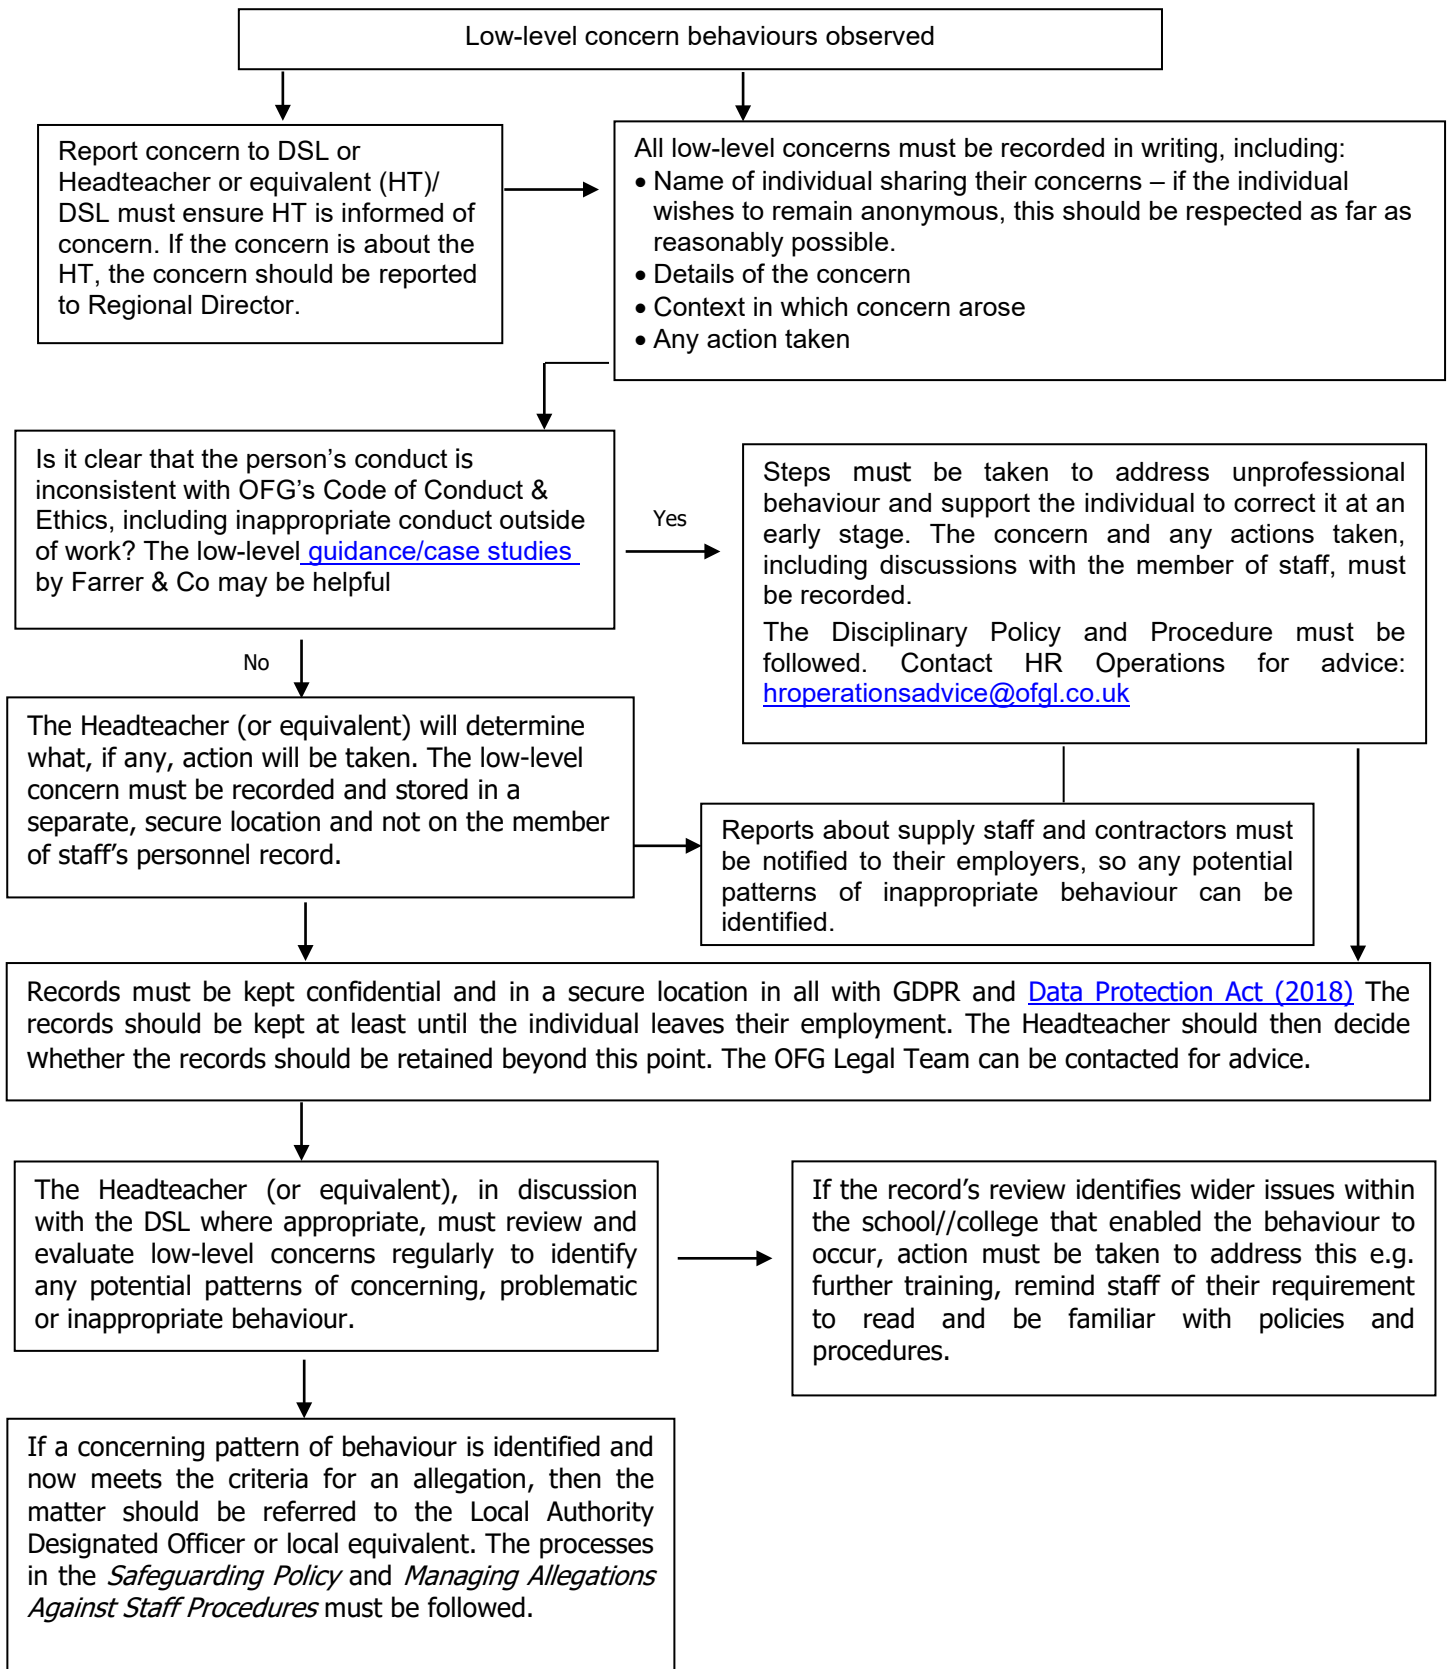 Low-level concern behaviours observed
Report concern to DSL or
Headteacher or equivalent (HT)/
DSL must ensure HT is informed of
concern. If the concern is about the
HT, the concern should be reported
to Regional Director.
All low-level concerns must be recorded in writing, including:
• Name of individual sharing their concerns – if the individual
wishes to remain anonymous, this should be respected as far as
reasonably possible.
• Details of the concern
• Context in which concern arose
• Any action taken
Is it clear that the person's conduct is
inconsistent with OFG's Code of Conduct &
Ethics, including inappropriate conduct outside
of work? The low-level guidance/case studies
by Farrer & Co may be helpful
Yes
Steps must be taken to address unprofessional
behaviour and support the individual to correct it at an
early stage. The concern and any actions taken,
including discussions with the member of staff, must
be recorded.
The Disciplinary Policy and Procedure must be
followed. Contact HR Operations for advice:
hroperationsadvice@ofgl.co.uk
No
The Headteacher (or equivalent) will determine
what, if any, action will be taken. The low-level
concern must be recorded and stored in a
separate, secure location and not on the member
of staff's personnel record.
Reports about supply staff and contractors must
be notified to their employers, so any potential
patterns of inappropriate behaviour can be
identified.
Records must be kept confidential and in a secure location in all with GDPR and Data Protection Act (2018) The
records should be kept at least until the individual leaves their employment. The Headteacher should then decide
whether the records should be retained beyond this point. The OFG Legal Team can be contacted for advice.
The Headteacher (or equivalent), in discussion
with the DSL where appropriate, must review and
evaluate low-level concerns regularly to identify
any potential patterns of concerning, problematic
or inappropriate behaviour.
If the record's review identifies wider issues within
the school//college that enabled the behaviour to
occur, action must be taken to address this e.g.
further training, remind staff of their requirement
to read and be familiar with policies and
procedures.
If a concerning pattern of behaviour is identified and
now meets the criteria for an allegation, then the
matter should be referred to the Local Authority
Designated Officer or local equivalent. The processes
in the Safeguarding Policy and Managing Allegations
Against Staff Procedures must be followed.